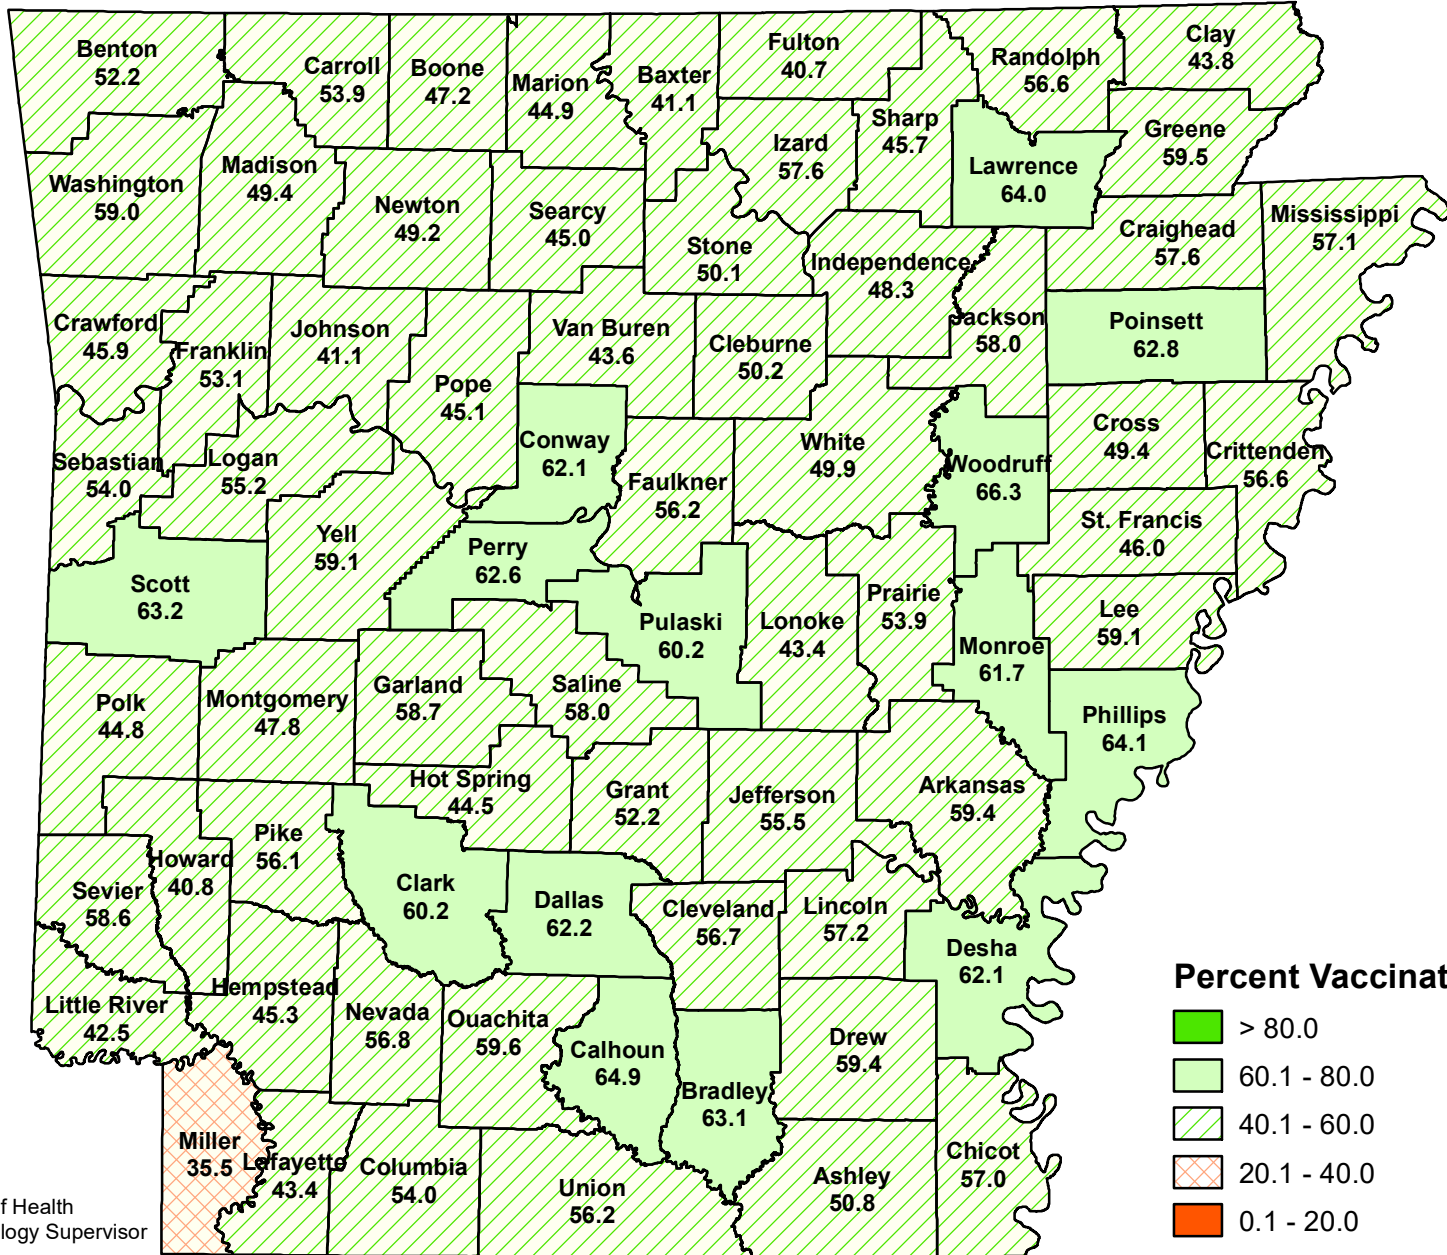 Benton
52.2
Carroll
53.9
Boone
47.2
Marion
44.9
Baxter
41.1
Fulton
40.7
Randolph
56.6
Clay
43.8
Sharp
45.7
Izard
57.6
Greene
59.5
Lawrence
64.0
Washington
59.0
Madison
49.4
Newton
49.2
Searcy
45.0
Stone
50.1
Independence
48.3
Craighead
57.6
Mississippi
57.1
Crawford
45.9
Franklin
53.1
Johnson
41.1
Pope
45.1
Van Buren
43.6
Cleburne
50.2
Jackson
58.0
Poinsett
62.8
Sebastian
54.0
Logan
55.2
Conway
62.1
Faulkner
56.2
White
49.9
Woodruff
66.3
Cross
49.4
Crittenden
56.6
Scott
63.2
Yell
59.1
Perry
62.6
Pulaski
60.2
Lonoke
43.4
Prairie
53.9
St. Francis
46.0
Lee
59.1
Monroe
61.7
Phillips
64.1
Polk
44.8
Montgomery
47.8
Garland
58.7
Saline
58.0
Hot Spring
44.5
Grant
52.2
Jefferson
55.5
Arkansas
59.4
Pike
56.1
Howard
40.8
Sevier
58.6
Clark
60.2
Dallas
62.2
Cleveland
56.7
Lincoln
57.2
Desha
62.1
Little River
42.5
Hempstead
45.3
Nevada
56.8
Ouachita
59.6
Calhoun
64.9
Bradley
63.1
Drew
59.4
Miller
35.5
Lafayette
43.4
Columbia
54.0
Union
56.2
Ashley
50.8
Chicot
57.0
Percent Vaccinat
> 80.0
60.1 - 80.0
40.1 - 60.0
20.1 - 40.0
0.1 - 20.0
f Health
logy Supervisor